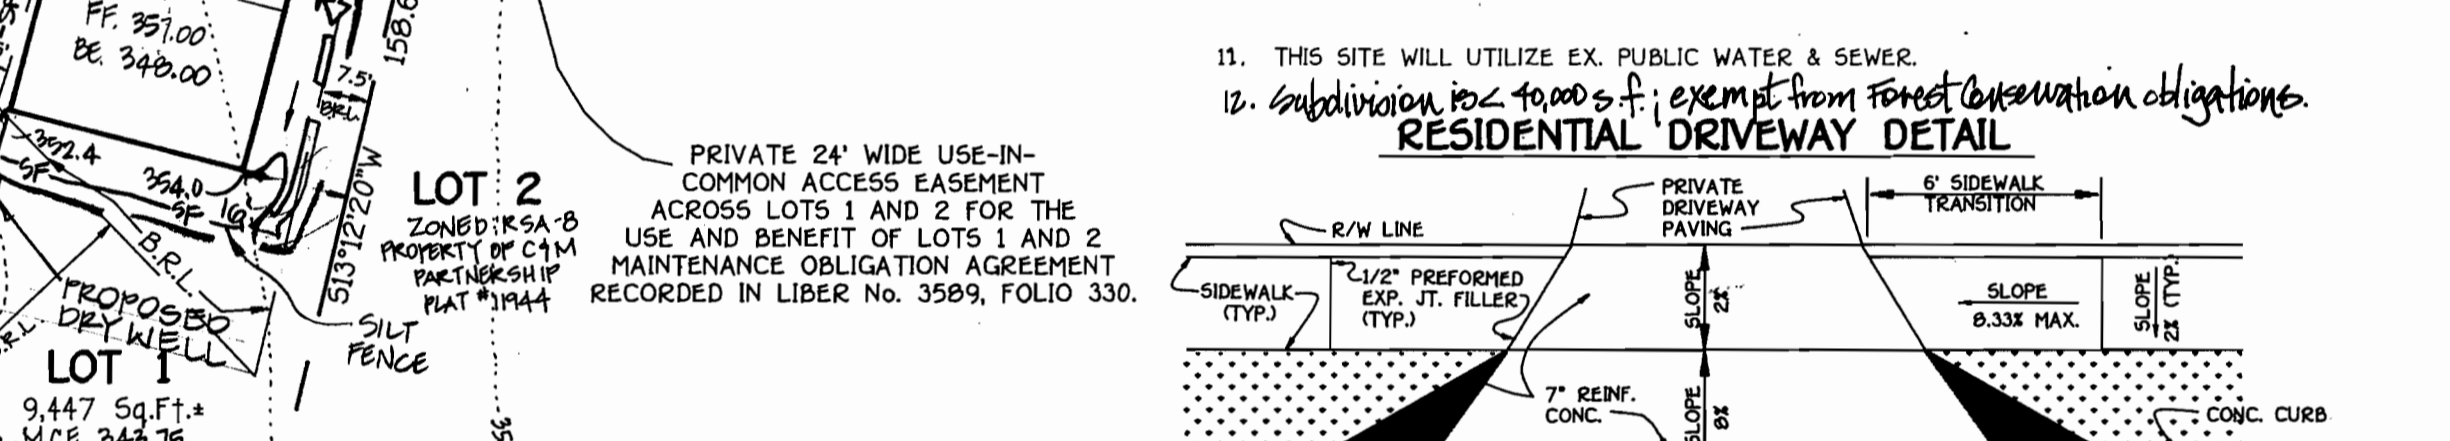 FF. 357.00
BE. 348.00
7.5'
BRL
352.4
SF
354.0
SF
16
B.R.L.
S13°12'20"W
LOT 2
ZONED: RSA-8
PROPERTY OF C&M
PARTNERSHIP
PLAT #11944
PROPOSED
DRY WELL
SILT
FENCE
LOT 1
9,447 Sq.Ft.±
PRIVATE 24' WIDE USE-IN-
COMMON ACCESS EASEMENT
ACROSS LOTS 1 AND 2 FOR THE
USE AND BENEFIT OF LOTS 1 AND 2
MAINTENANCE OBLIGATION AGREEMENT
RECORDED IN LIBER No. 3589, FOLIO 330.
11. THIS SITE WILL UTILIZE EX. PUBLIC WATER & SEWER.
12. Subdivision is < 40,000 s.f.; exempt from Forest Conservation obligations.
RESIDENTIAL DRIVEWAY DETAIL
PRIVATE
DRIVEWAY
PAVING
6' SIDEWALK
TRANSITION
R/W LINE
SIDEWALK
(TYP.)
1/2" PREFORMED
EXP. JT. FILLER
(TYP.)
SLOPE
2%
SLOPE
8.33% MAX.
SLOPE
2% (TYP.)
7" REINF.
CONC.
SLOPE
8%
CONC. CURB